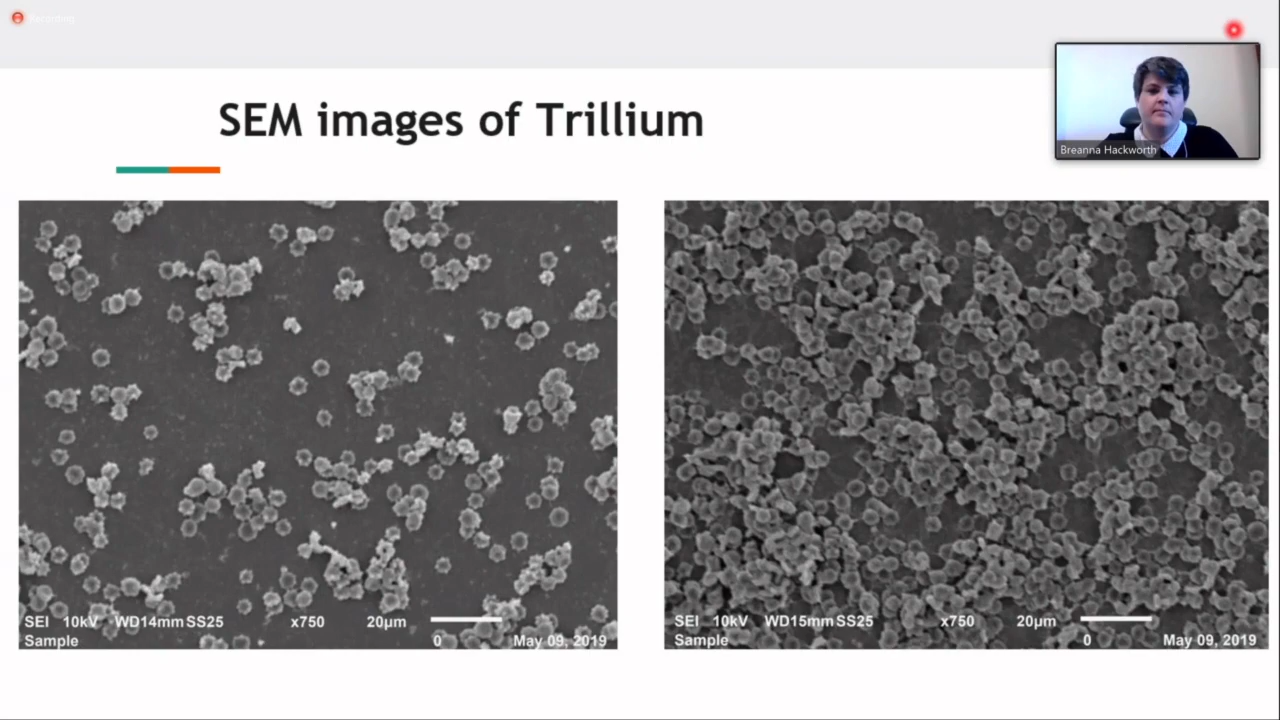 Recording
SEM images of Trillium
Breanna Hackworth
SEI 10kV WD14mm SS25 x750 20µm
Sample 0 May 09, 2019
SEI 10kV WD15mm SS25 x750 20µm
Sample 0 May 09, 2019